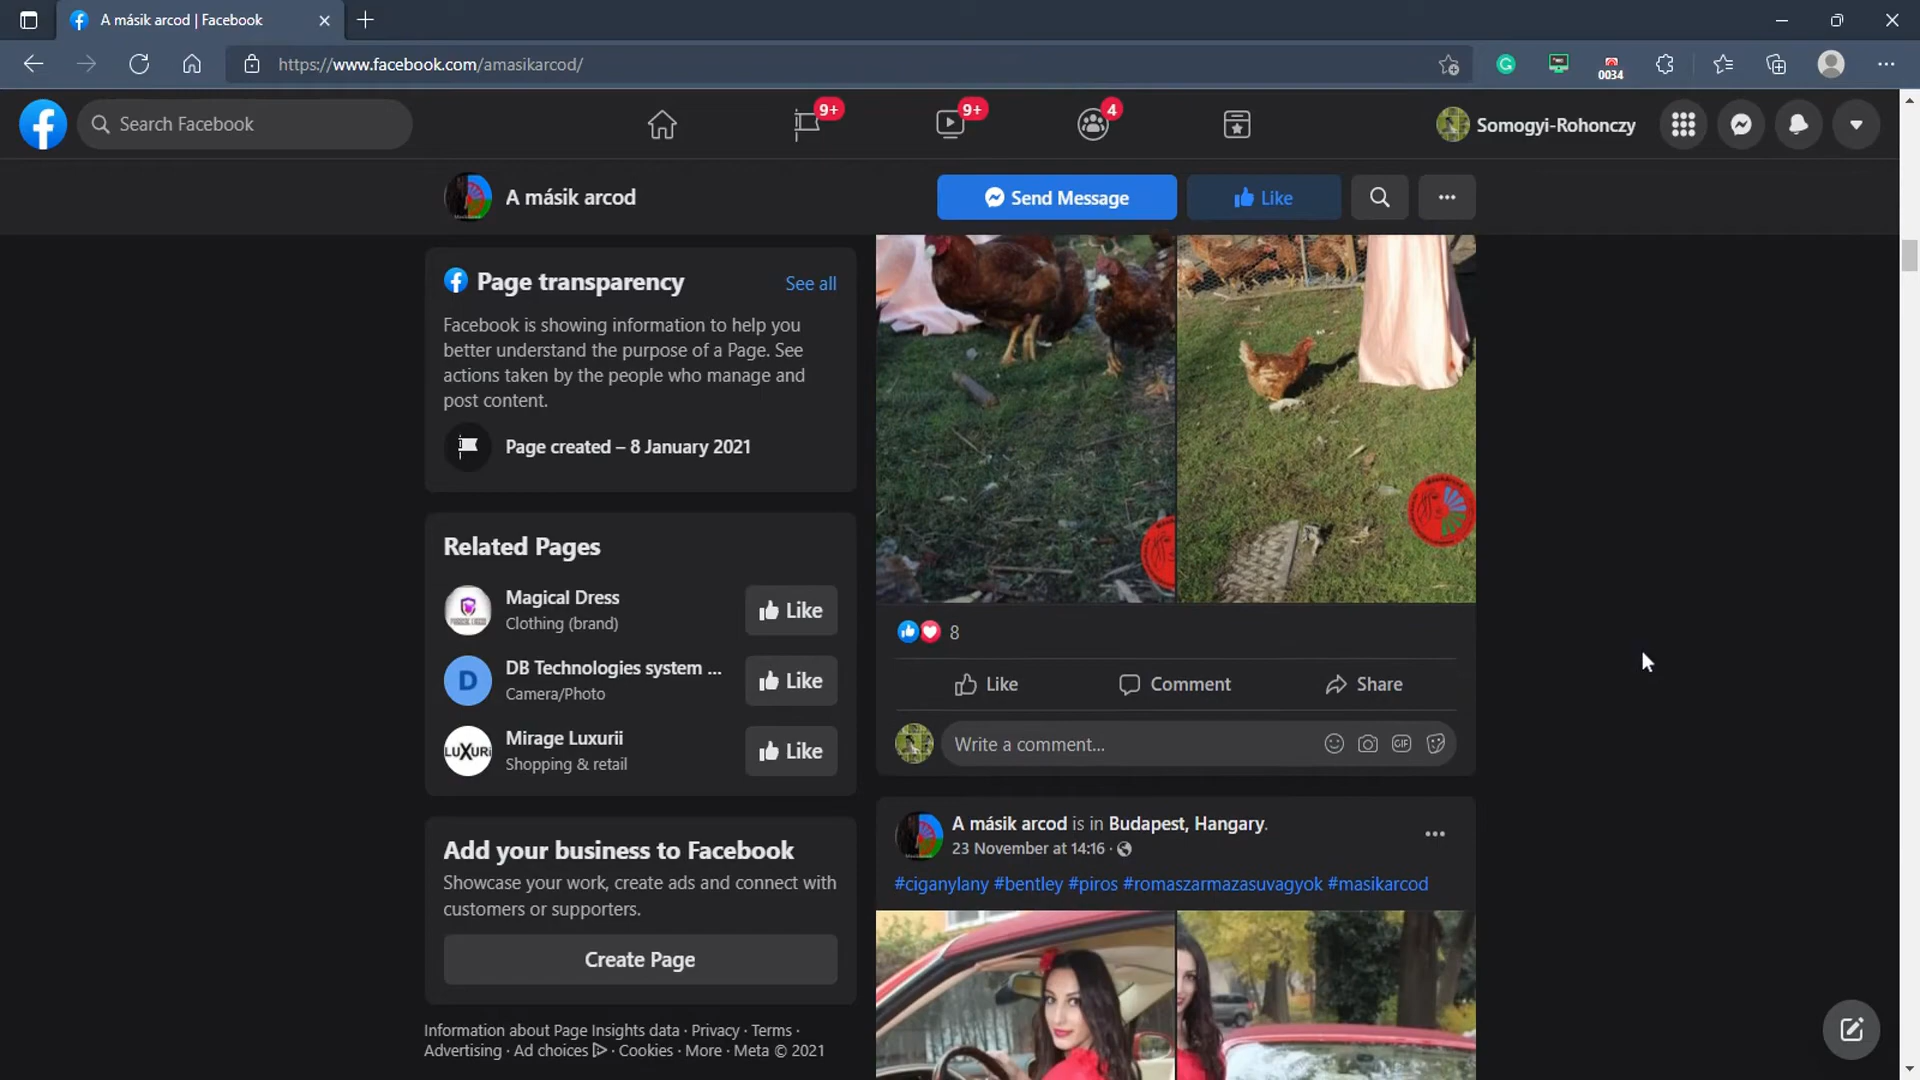 A másik arcod | Facebook
https://www.facebook.com/amasikarcod/
0034
Search Facebook
9+
9+
4
Somogyi-Rohonczy
A másik arcod
Send Message
Like
Page transparency
See all
Facebook is showing information to help you
better understand the purpose of a Page. See
actions taken by the people who manage and
post content.
Page created – 8 January 2021
Related Pages
Magical Dress
Clothing (brand)
Like
DB Technologies system ...
Camera/Photo
Like
D
Mirage Luxurii
Shopping & retail
Like
LUXURi
Add your business to Facebook
Showcase your work, create ads and connect with
customers or supporters.
Create Page
Information about Page Insights data · Privacy · Terms ·
Advertising · Ad choices · Cookies · More · Meta © 2021
8
Like
Comment
Share
Write a comment...
GIF
A másik arcod is in Budapest, Hungary.
23 November at 14:16 ·
#ciganylany #bentley #piros #romaszarmazasuvagyok #masikarcod